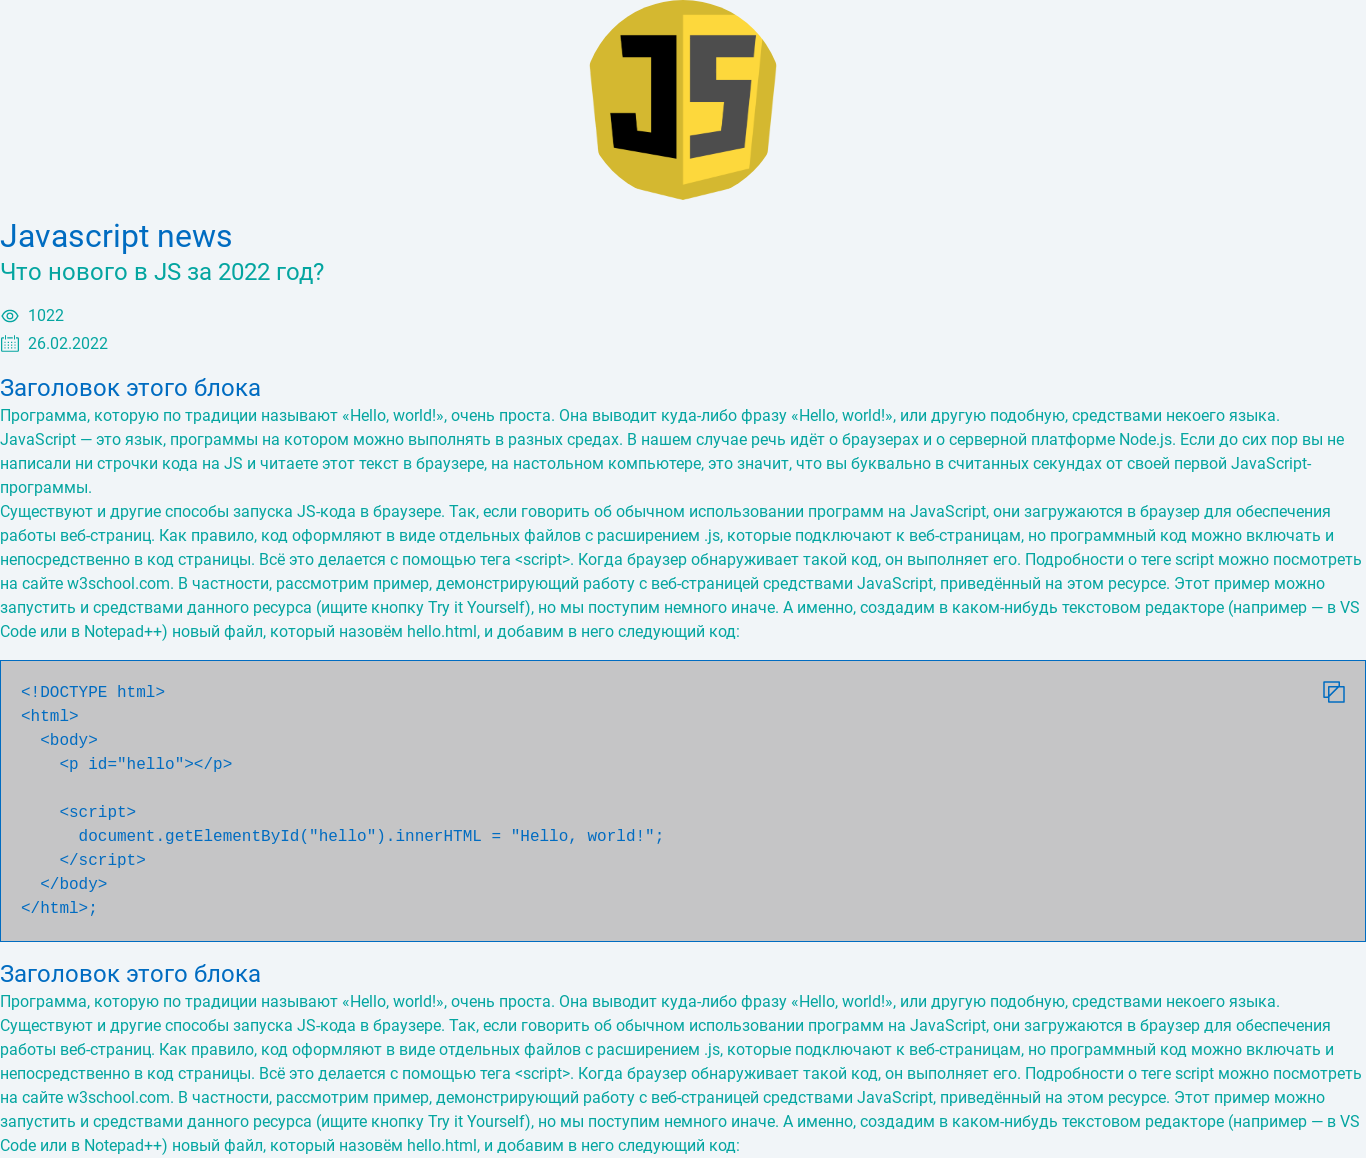 JS
Javascript news
Что нового в JS за 2022 год?
1022
26.02.2022
Заголовок этого блока
Программа, которую по традиции называют «Hello, world!», очень проста. Она выводит куда-либо фразу «Hello, world!», или другую подобную, средствами некоего языка.
JavaScript — это язык, программы на котором можно выполнять в разных средах. В нашем случае речь идёт о браузерах и о серверной платформе Node.js. Если до сих пор вы не
написали ни строчки кода на JS и читаете этот текст в браузере, на настольном компьютере, это значит, что вы буквально в считанных секундах от своей первой JavaScript-
программы.
Существуют и другие способы запуска JS-кода в браузере. Так, если говорить об обычном использовании программ на JavaScript, они загружаются в браузер для обеспечения
работы веб-страниц. Как правило, код оформляют в виде отдельных файлов с расширением .js, которые подключают к веб-страницам, но программный код можно включать и
непосредственно в код страницы. Всё это делается с помощью тега <script>. Когда браузер обнаруживает такой код, он выполняет его. Подробности о теге script можно посмотреть
на сайте w3school.com. В частности, рассмотрим пример, демонстрирующий работу с веб-страницей средствами JavaScript, приведённый на этом ресурсе. Этот пример можно
запустить и средствами данного ресурса (ищите кнопку Try it Yourself), но мы поступим немного иначе. А именно, создадим в каком-нибудь текстовом редакторе (например — в VS
Code или в Notepad++) новый файл, который назовём hello.html, и добавим в него следующий код:
<!DOCTYPE html>
<html>
  <body>
    <p id="hello"></p>
    <script>
      document.getElementById("hello").innerHTML = "Hello, world!";
    </script>
  </body>
</html>;
Заголовок этого блока
Программа, которую по традиции называют «Hello, world!», очень проста. Она выводит куда-либо фразу «Hello, world!», или другую подобную, средствами некоего языка.
Существуют и другие способы запуска JS-кода в браузере. Так, если говорить об обычном использовании программ на JavaScript, они загружаются в браузер для обеспечения
работы веб-страниц. Как правило, код оформляют в виде отдельных файлов с расширением .js, которые подключают к веб-страницам, но программный код можно включать и
непосредственно в код страницы. Всё это делается с помощью тега <script>. Когда браузер обнаруживает такой код, он выполняет его. Подробности о теге script можно посмотреть
на сайте w3school.com. В частности, рассмотрим пример, демонстрирующий работу с веб-страницей средствами JavaScript, приведённый на этом ресурсе. Этот пример можно
запустить и средствами данного ресурса (ищите кнопку Try it Yourself), но мы поступим немного иначе. А именно, создадим в каком-нибудь текстовом редакторе (например — в VS
Code или в Notepad++) новый файл, который назовём hello.html, и добавим в него следующий код: